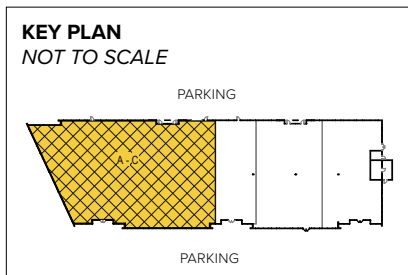 KEY PLAN
NOT TO SCALE
PARKING
A - C
PARKING